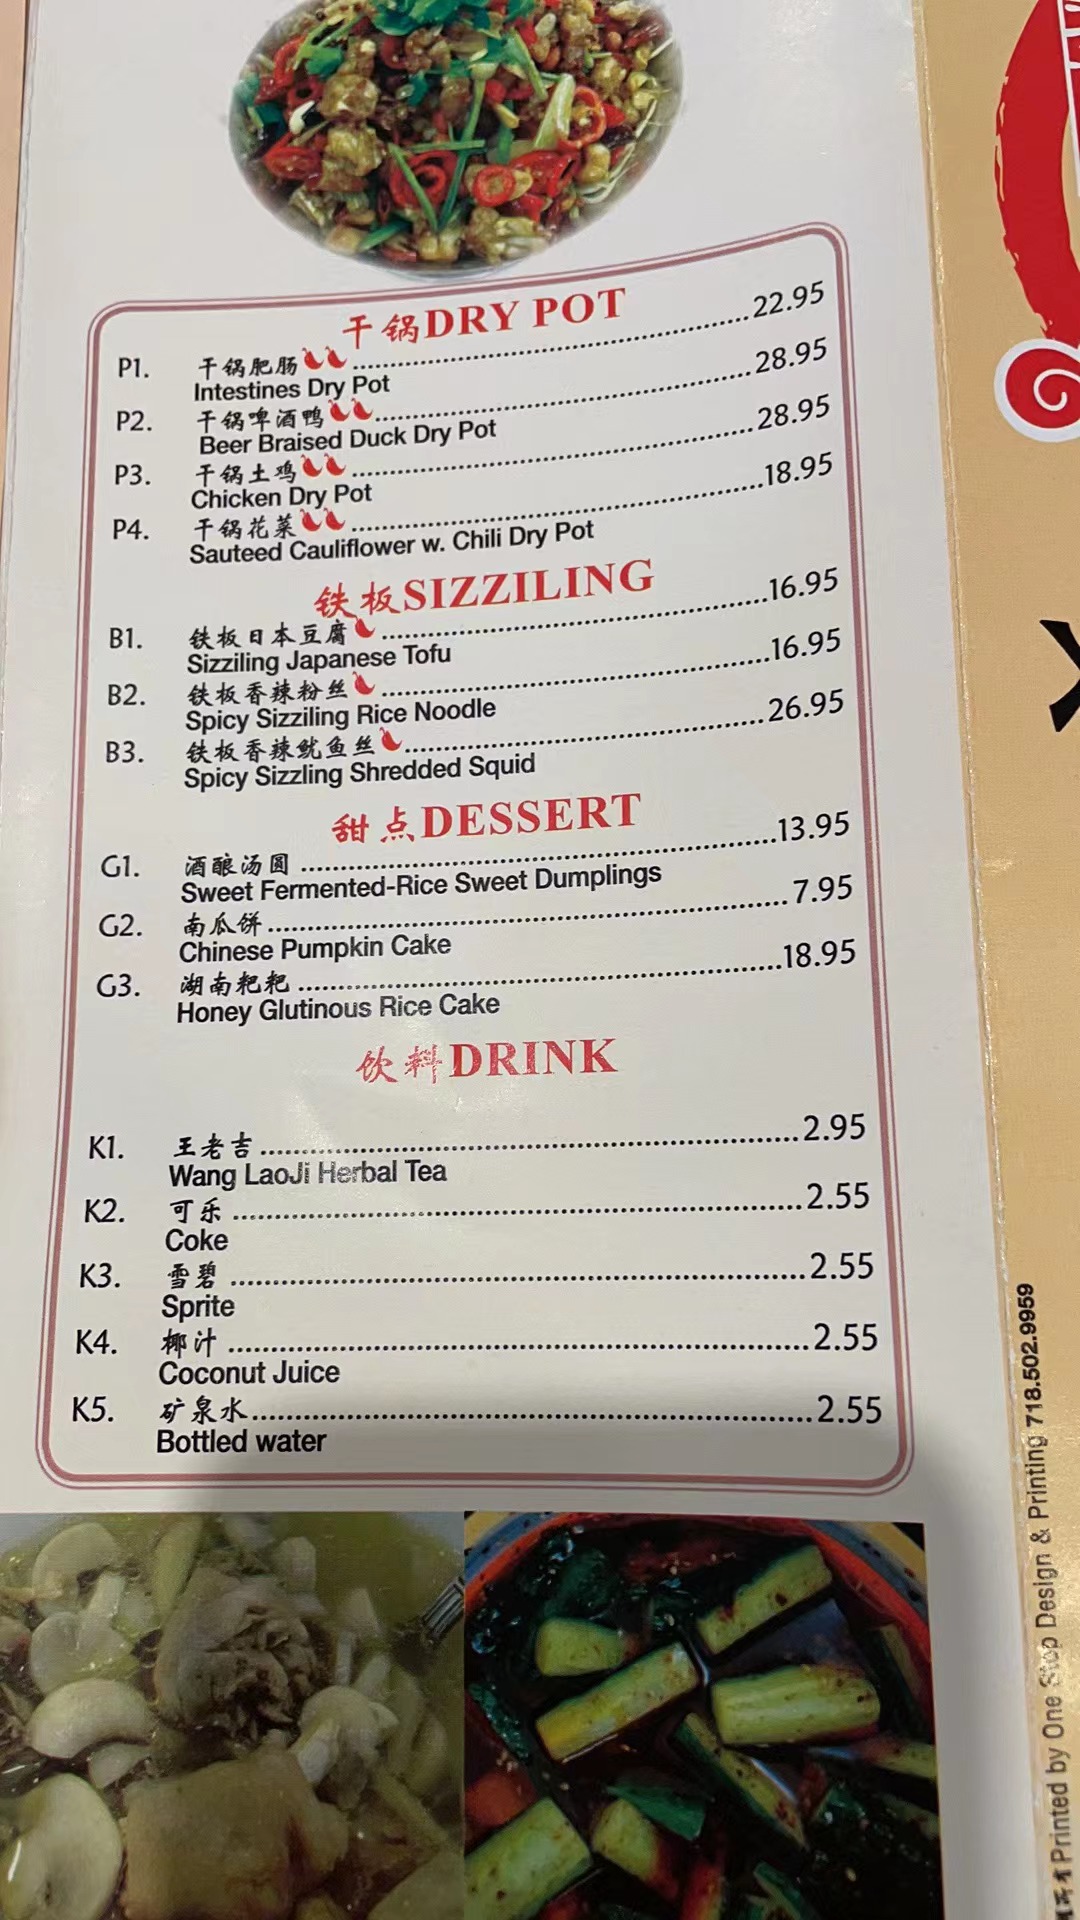 干锅DRY POT
P1. 干锅肥肠 22.95
Intestines Dry Pot
P2. 干锅啤酒鸭 28.95
Beer Braised Duck Dry Pot
P3. 干锅土鸡 28.95
Chicken Dry Pot
P4. 干锅花菜 18.95
Sauteed Cauliflower w. Chili Dry Pot
铁板SIZZILING
B1. 铁板日本豆腐 16.95
Sizziling Japanese Tofu
B2. 铁板香辣粉丝 16.95
Spicy Sizziling Rice Noodle
B3. 铁板香辣鱿鱼丝 26.95
Spicy Sizzling Shredded Squid
甜点DESSERT
G1. 酒酿汤圆 13.95
Sweet Fermented-Rice Sweet Dumplings
G2. 南瓜饼 7.95
Chinese Pumpkin Cake
G3. 湖南粑粑 18.95
Honey Glutinous Rice Cake
饮料DRINK
K1. 王老吉 2.95
Wang LaoJi Herbal Tea
K2. 可乐 2.55
Coke
K3. 雪碧 2.55
Sprite
K4. 椰汁 2.55
Coconut Juice
K5. 矿泉水 2.55
Bottled water
Printed by One Stop Design & Printing 718.502.9959